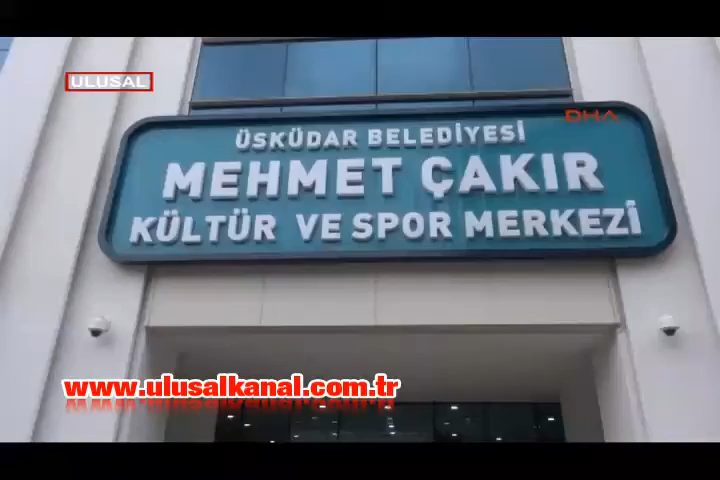 ULUSAL
DHA
ÜSKÜDAR BELEDİYESİ
MEHMET ÇAKIR
KÜLTÜR VE SPOR MERKEZİ
www.ulusalkanal.com.tr